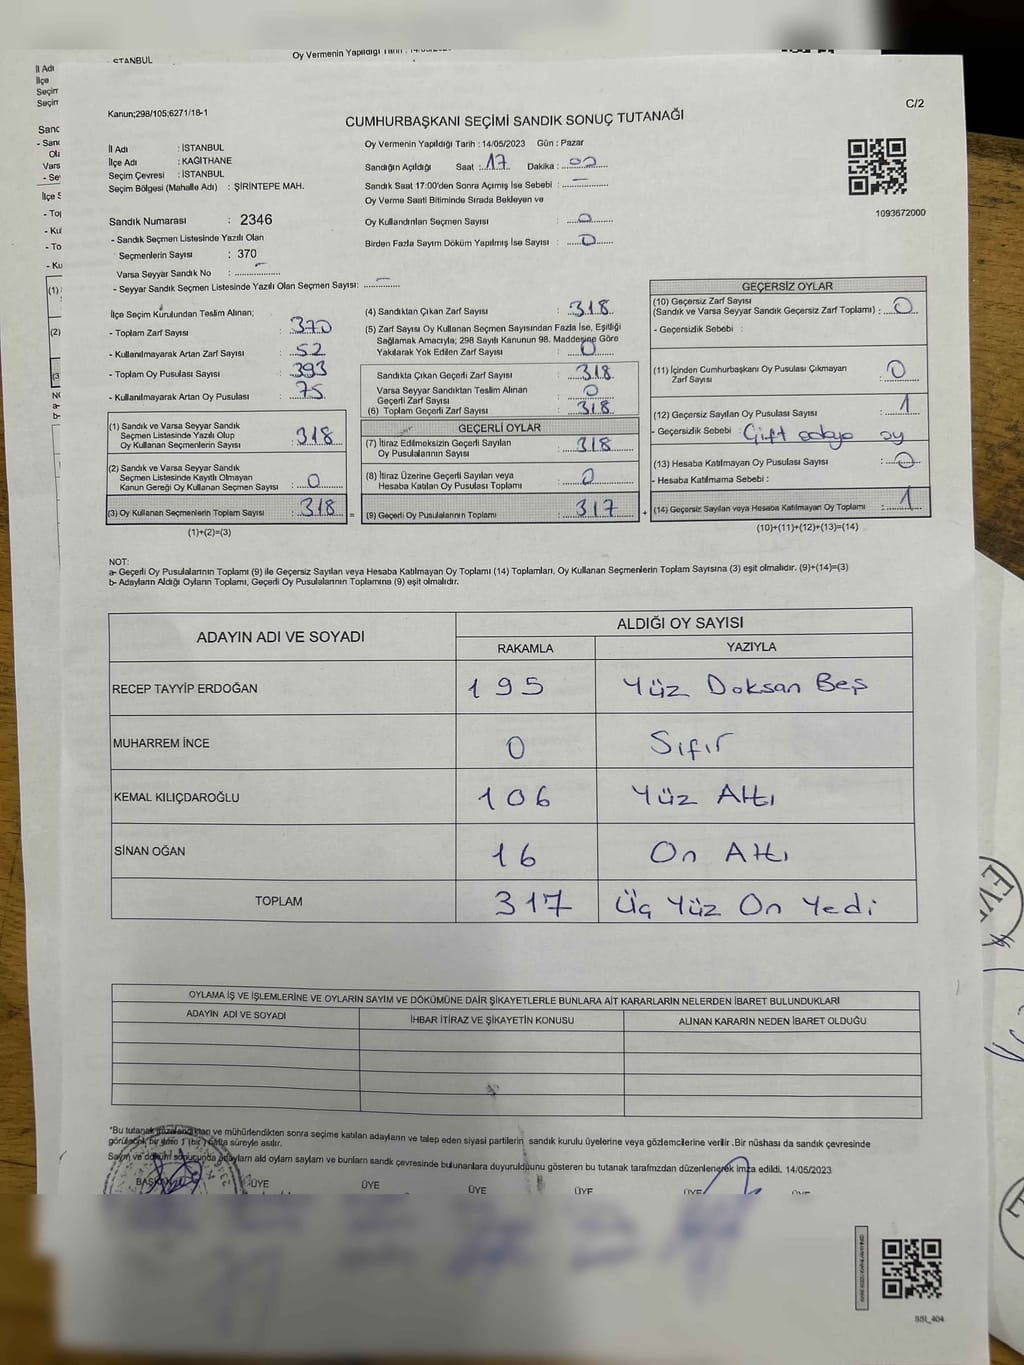 STANBUL
Oy Vermenin Yapıldığı Tarih :
İl Adı
İlçe
Seçim
Seçim
Kanun;298/105;6271/18-1
C/2
CUMHURBAŞKANI SEÇİMİ SANDIK SONUÇ TUTANAĞI
İl Adı : İSTANBUL
İlçe Adı : KAĞITHANE
Seçim Çevresi : İSTANBUL
Seçim Bölgesi (Mahalle Adı) : ŞİRİNTEPE MAH.
Sandık Numarası : 2346
- Sandık Seçmen Listesinde Yazılı Olan
Seçmenlerin Sayısı : 370
Varsa Seyyar Sandık No : –
- Seyyar Sandık Seçmen Listesinde Yazılı Olan Seçmen Sayısı: –
Oy Vermenin Yapıldığı Tarih : 14/05/2023 Gün : Pazar
Sandığın Açıldığı Saat : 17 Dakika : 00
Sandık Saat 17:00'den Sonra Açımış İse Sebebi : –
Oy Verme Saati Bitiminde Sırada Bekleyen ve
Oy Kullandırılan Seçmen Sayısı : 0
Birden Fazla Sayım Döküm Yapılmış İse Sayısı : 0
1093672000
İlçe Seçim Kurulundan Teslim Alınan;
- Toplam Zarf Sayısı : 370
- Kullanılmayarak Artan Zarf Sayısı : 52
- Toplam Oy Pusulası Sayısı : 393
- Kullanılmayarak Artan Oy Pusulası : 75
(1) Sandık ve Varsa Seyyar Sandık
Seçmen Listesinde Yazılı Olup
Oy Kullanan Seçmenlerin Sayısı : 318
(2) Sandık ve Varsa Seyyar Sandık
Seçmen Listesinde Kayıtlı Olmayan
Kanun Gereği Oy Kullanan Seçmen Sayısı : 0
(3) Oy Kullanan Seçmenlerin Toplam Sayısı : 318 =
(1)+(2)=(3)
(4) Sandıktan Çıkan Zarf Sayısı : 318
(5) Zarf Sayısı Oy Kullanan Seçmen Sayısından Fazla İse, Eşitliği
Sağlamak Amacıyla; 298 Sayılı Kanunun 98. Maddesine Göre
Yakılarak Yok Edilen Zarf Sayısı : 0
Sandıkta Çıkan Geçerli Zarf Sayısı : 318
Varsa Seyyar Sandıktan Teslim Alınan
Geçerli Zarf Sayısı : 0
(6) Toplam Geçerli Zarf Sayısı : 318
GEÇERLİ OYLAR
(7) İtiraz Edilmeksizin Geçerli Sayılan
Oy Pusulalarının Sayısı : 318
(8) İtiraz Üzerine Geçerli Sayılan veya
Hesaba Katılan Oy Pusulası Toplamı : 0
(9) Geçerli Oy Pusulalarının Toplamı : 317 +
GEÇERSİZ OYLAR
(10) Geçersiz Zarf Sayısı
(Sandık ve Varsa Seyyar Sandık Geçersiz Zarf Toplamı) : 0
- Geçersizlik Sebebi :
(11) İçinden Cumhurbaşkanı Oy Pusulası Çıkmayan
Zarf Sayısı : 0
(12) Geçersiz Sayılan Oy Pusulası Sayısı : 1
- Geçersizlik Sebebi : Çift oy
(13) Hesaba Katılmayan Oy Pusulası Sayısı : 0
- Hesaba Katılmama Sebebi :
(14) Geçersiz Sayılan veya Hesaba Katılmayan Oy Toplamı : 1
(10)+(11)+(12)+(13)=(14)
NOT:
a- Geçerli Oy Pusulalarının Toplamı (9) ile Geçersiz Sayılan veya Hesaba Katılmayan Oy Toplamı (14) Toplamları, Oy Kullanan Seçmenlerin Toplam Sayısına (3) eşit olmalıdır. (9)+(14)=(3)
b- Adayların Aldığı Oyların Toplamı, Geçerli Oy Pusulalarının Toplamına (9) eşit olmalıdır.
ADAYIN ADI VE SOYADI
ALDIĞI OY SAYISI
RAKAMLA YAZIYLA
RECEP TAYYİP ERDOĞAN 195 Yüz Doksan Beş
MUHARREM İNCE 0 Sıfır
KEMAL KILIÇDAROĞLU 106 Yüz Altı
SİNAN OĞAN 16 On Altı
TOPLAM 317 Üç Yüz On Yedi
OYLAMA İŞ VE İŞLEMLERİNE VE OYLARIN SAYIM VE DÖKÜMÜNE DAİR ŞİKAYETLERLE BUNLARA AİT KARARLARIN NELERDEN İBARET BULUNDUKLARI
ADAYIN ADI VE SOYADI İHBAR İTİRAZ VE ŞİKAYETİN KONUSU ALINAN KARARIN NEDEN İBARET OLDUĞU
*Bu tutanak imzalandıktan ve mühürlendikten sonra seçime katılan adayların ve talep eden siyasi partilerin sandık kurulu üyelerine veya gözlemcilerine verilir .Bir nüshası da sandık çevresinde
görülecek bir yere 1 (bir) hafta süreyle asılır.
Sayım ve dökümü sonucunda adayların ald oyların sayların ve bunların sandk çevresinde bulunanlara duyurulduunu gösteren bu tutanak tarafmzdan düzenlenerek imza edildi. 14/05/2023
BAŞKAN ÜYE ÜYE ÜYE ÜYE ÜYE
SSI_404
EVET